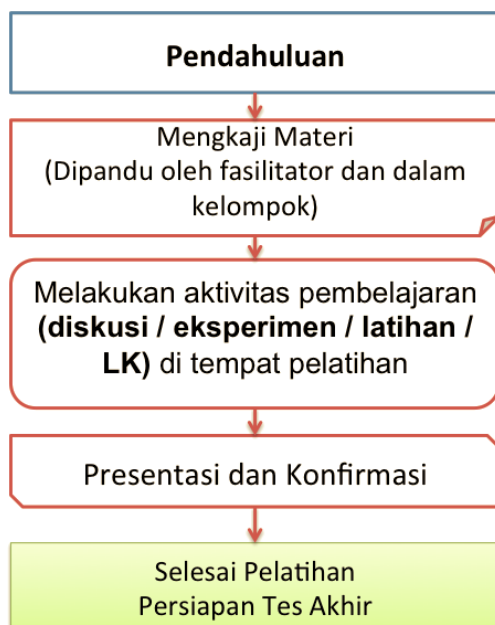 Pendahuluan
Mengkaji Materi
(Dipandu oleh fasilitator dan dalam
kelompok)
Melakukan aktivitas pembelajaran
(diskusi / eksperimen / latihan /
LK) di tempat pelatihan
Presentasi dan Konfirmasi
Selesai Pelatihan
Persiapan Tes Akhir